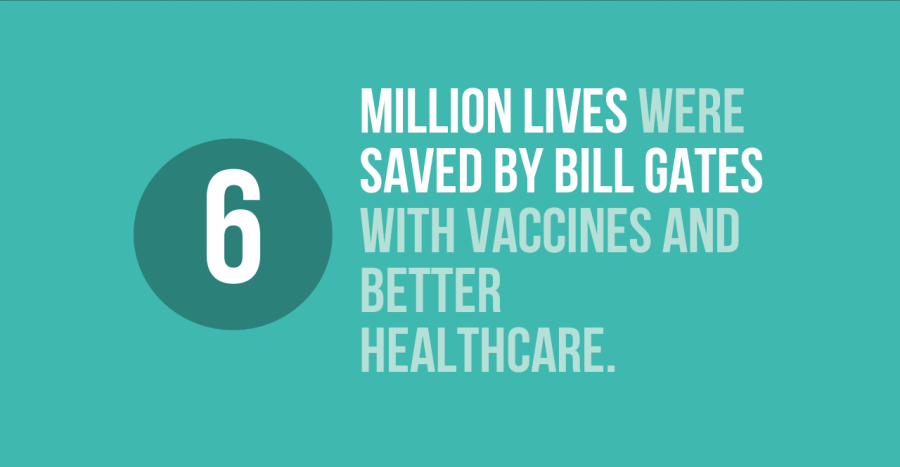 6
MILLION LIVES WERE
SAVED BY BILL GATES
WITH VACCINES AND
BETTER
HEALTHCARE.